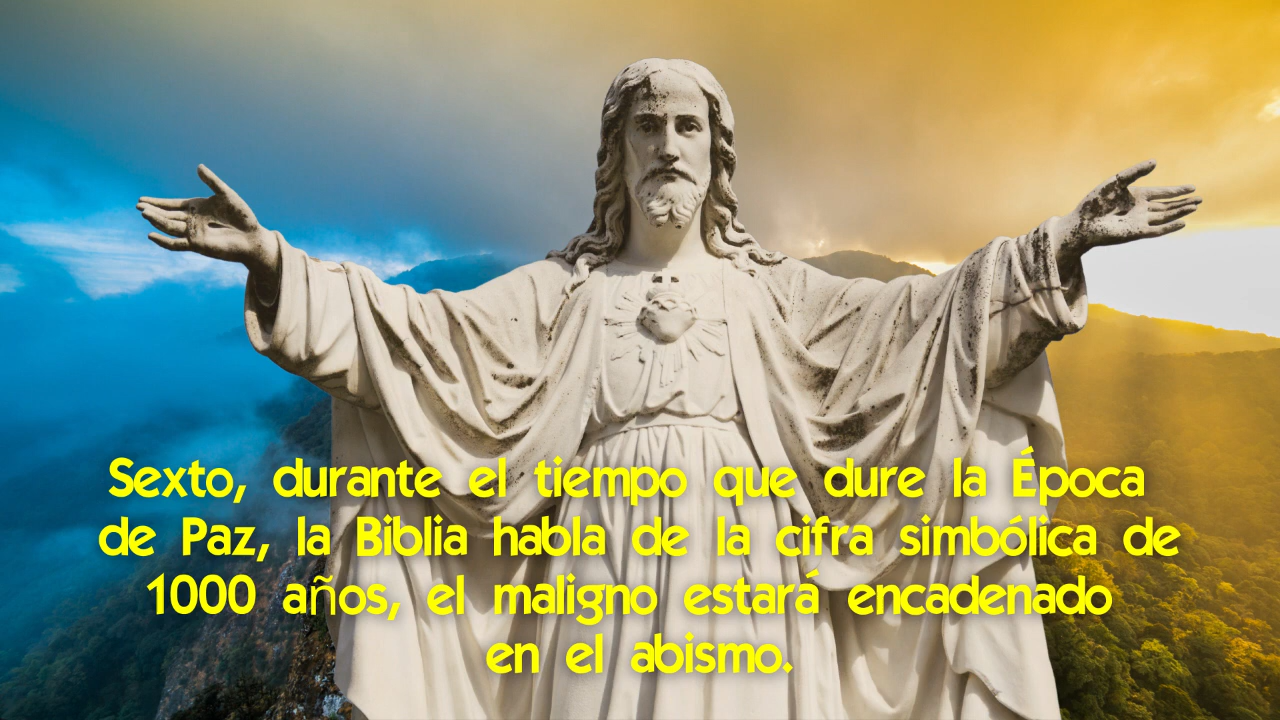 Sexto, durante el tiempo que dure la Época
de Paz, la Biblia habla de la cifra simbólica de
1000 años, el maligno estará encadenado
en el abismo.